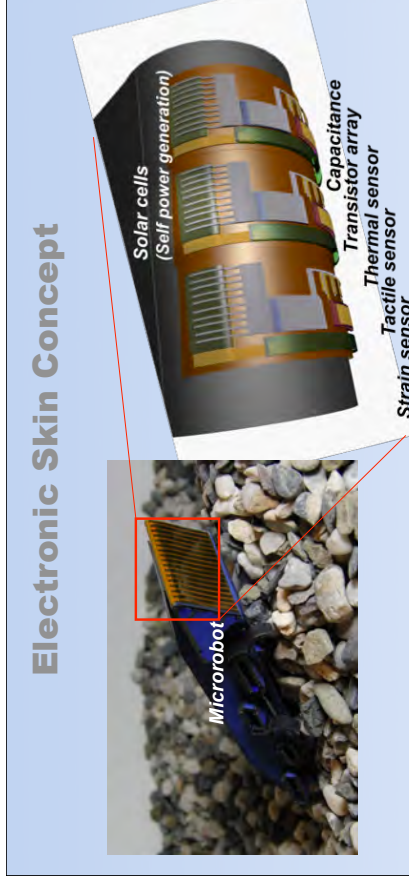 Electronic Skin Concept
Microrobot
Solar cells
(Self power generation)
Capacitance
Transistor array
Thermal sensor
Tactile sensor
Strain sensor